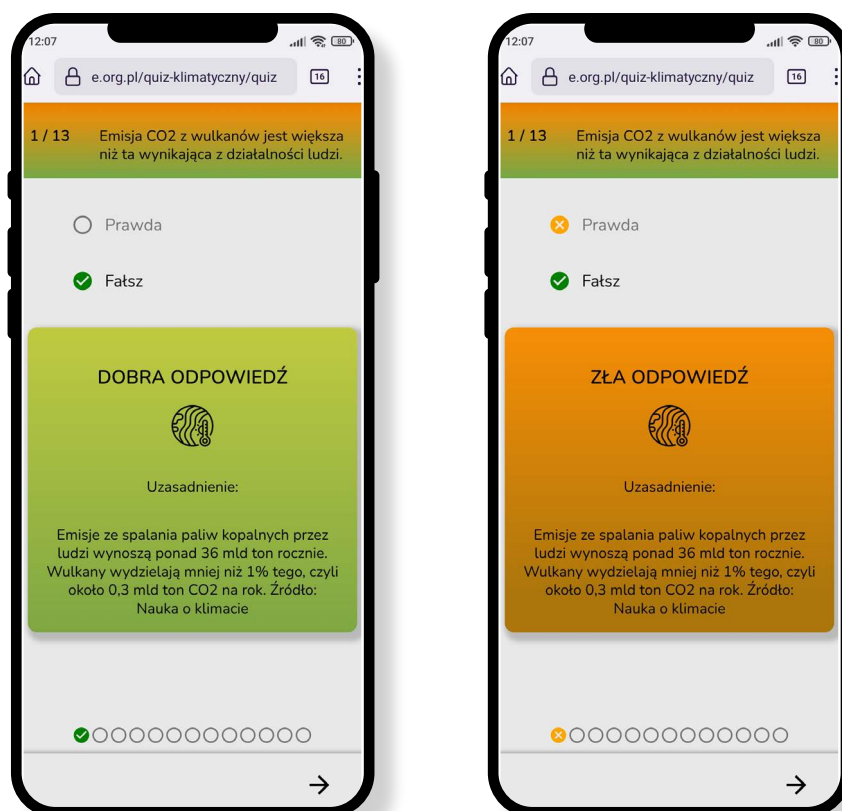 12:07
80
e.org.pl/quiz-klimatyczny/quiz
16
1 / 13
Emisja CO2 z wulkanów jest większa
niż ta wynikająca z działalności ludzi.
Prawda
Fałsz
DOBRA ODPOWIEDŹ
Uzasadnienie:
Emisje ze spalania paliw kopalnych przez
ludzi wynoszą ponad 36 mld ton rocznie.
Wulkany wydzielają mniej niż 1% tego, czyli
około 0,3 mld ton CO2 na rok. Źródło:
Nauka o klimacie
12:07
80
e.org.pl/quiz-klimatyczny/quiz
16
1 / 13
Emisja CO2 z wulkanów jest większa
niż ta wynikająca z działalności ludzi.
Prawda
Fałsz
ZŁA ODPOWIEDŹ
Uzasadnienie:
Emisje ze spalania paliw kopalnych przez
ludzi wynoszą ponad 36 mld ton rocznie.
Wulkany wydzielają mniej niż 1% tego, czyli
około 0,3 mld ton CO2 na rok. Źródło:
Nauka o klimacie